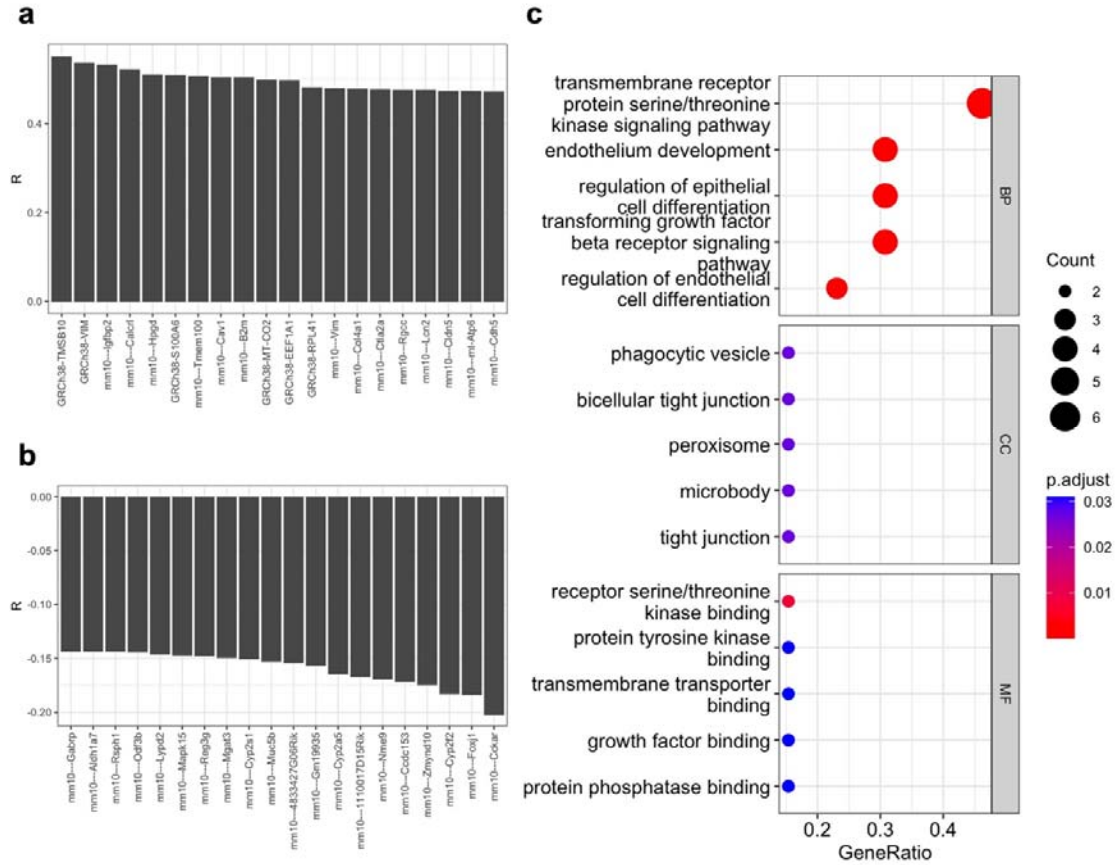 a
0.4
0.2
0.0
R
GRCh38-TMSB10
GRCh38-VIM
mm10---Igfbp2
mm10---Calcrl
mm10---Hpgd
GRCh38-S100A6
mm10---Tmem100
mm10---Cav1
mm10---B2m
GRCh38-MT-CO2
GRCh38-EEF1A1
GRCh38-RPL41
mm10---Vim
mm10---Col4a1
mm10---Ctla2a
mm10---Rgcc
mm10---Lcn2
mm10---Cldn5
mm10---mt-Atp6
mm10---Cdh5
b
0.00
-0.05
-0.10
-0.15
-0.20
R
mm10---Gabrp
mm10---Aldh1a7
mm10---Rsph1
mm10---Odf3b
mm10---Lypd2
mm10---Mapk15
mm10---Reg3g
mm10---Mgat3
mm10---Cyp2s1
mm10---Muc5b
mm10---4833427G06Rik
mm10---Gm19935
mm10---Cyp2a5
mm10---1110017D15Rik
mm10---Nme9
mm10---Ccdc153
mm10---Zmynd10
mm10---Cyp2f2
mm10---Foxj1
mm10---Cckar
c
transmembrane receptor
protein serine/threonine
kinase signaling pathway
endothelium development
regulation of epithelial
cell differentiation
transforming growth factor
beta receptor signaling
pathway
regulation of endothelial
cell differentiation
BP
phagocytic vesicle
bicellular tight junction
peroxisome
microbody
tight junction
CC
receptor serine/threonine
kinase binding
protein tyrosine kinase
binding
transmembrane transporter
binding
growth factor binding
protein phosphatase binding
MF
0.2 0.3 0.4
GeneRatio
Count
2
3
4
5
6
p.adjust
0.03
0.02
0.01